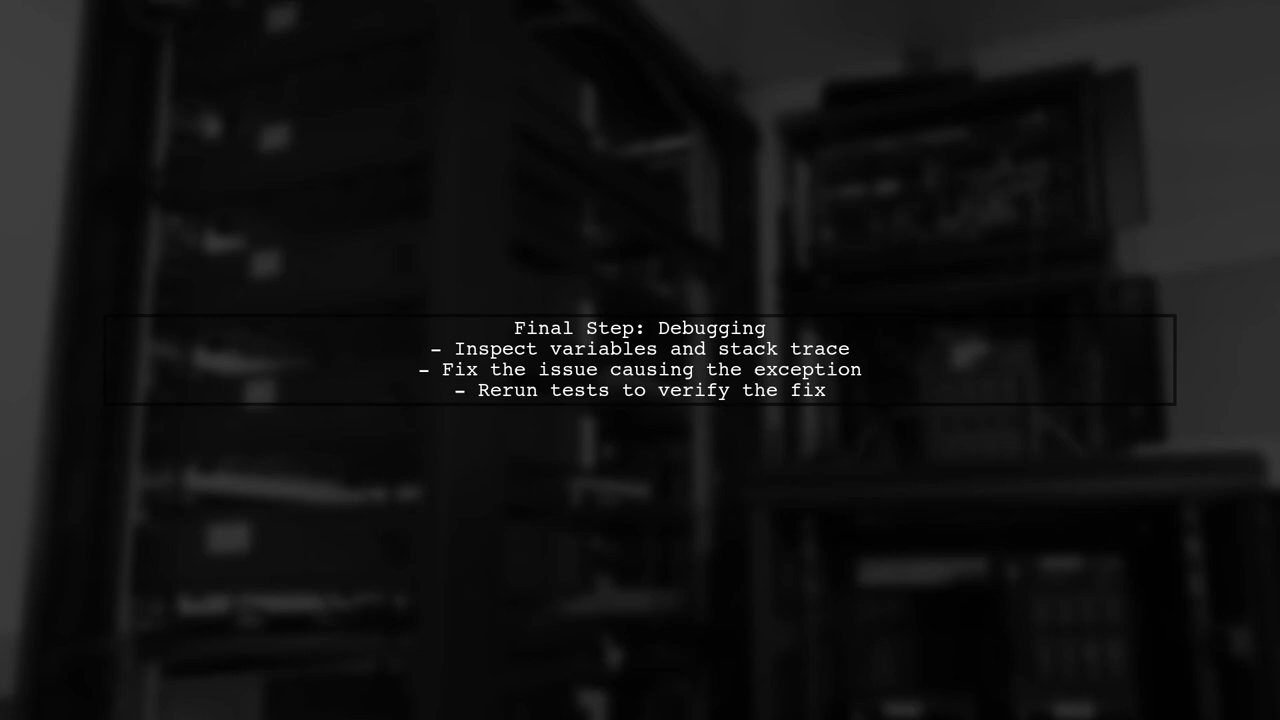 Final Step: Debugging
- Inspect variables and stack trace
- Fix the issue causing the exception
- Rerun tests to verify the fix